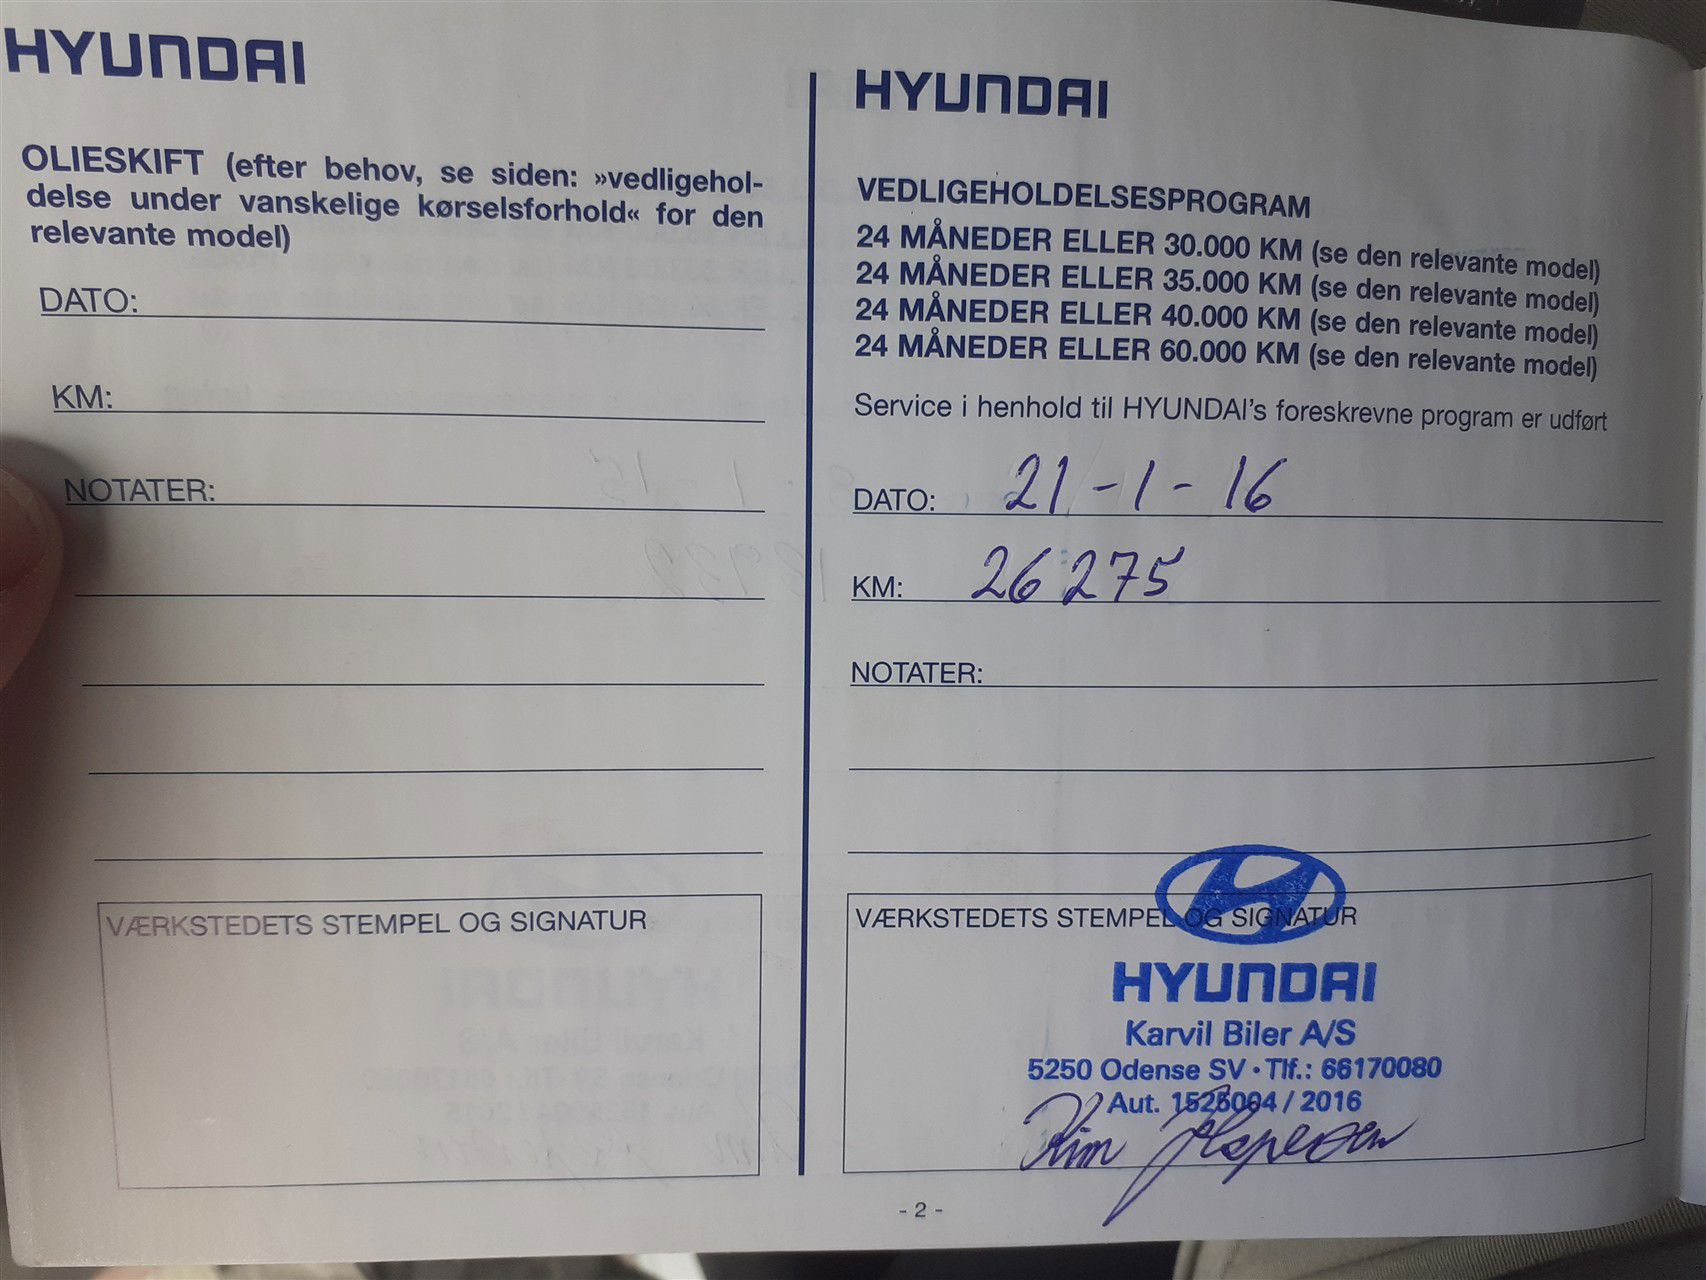 HYUNDAI
OLIESKIFT (efter behov, se siden: »vedligehol-
delse under vanskelige kørselsforhold« for den
relevante model)
DATO:
KM:
NOTATER:
VÆRKSTEDETS STEMPEL OG SIGNATUR
HYUNDAI
VEDLIGEHOLDELSESPROGRAM
24 MÅNEDER ELLER 30.000 KM (se den relevante model)
24 MÅNEDER ELLER 35.000 KM (se den relevante model)
24 MÅNEDER ELLER 40.000 KM (se den relevante model)
24 MÅNEDER ELLER 60.000 KM (se den relevante model)
Service i henhold til HYUNDAI's foreskrevne program er udført
DATO: 21-1-16
KM: 26275
NOTATER:
VÆRKSTEDETS STEMPEL OG SIGNATUR
HYUNDAI
Karvil Biler A/S
5250 Odense SV · Tlf.: 66170080
Aut. 1525004 / 2016
Kim
- 2 -